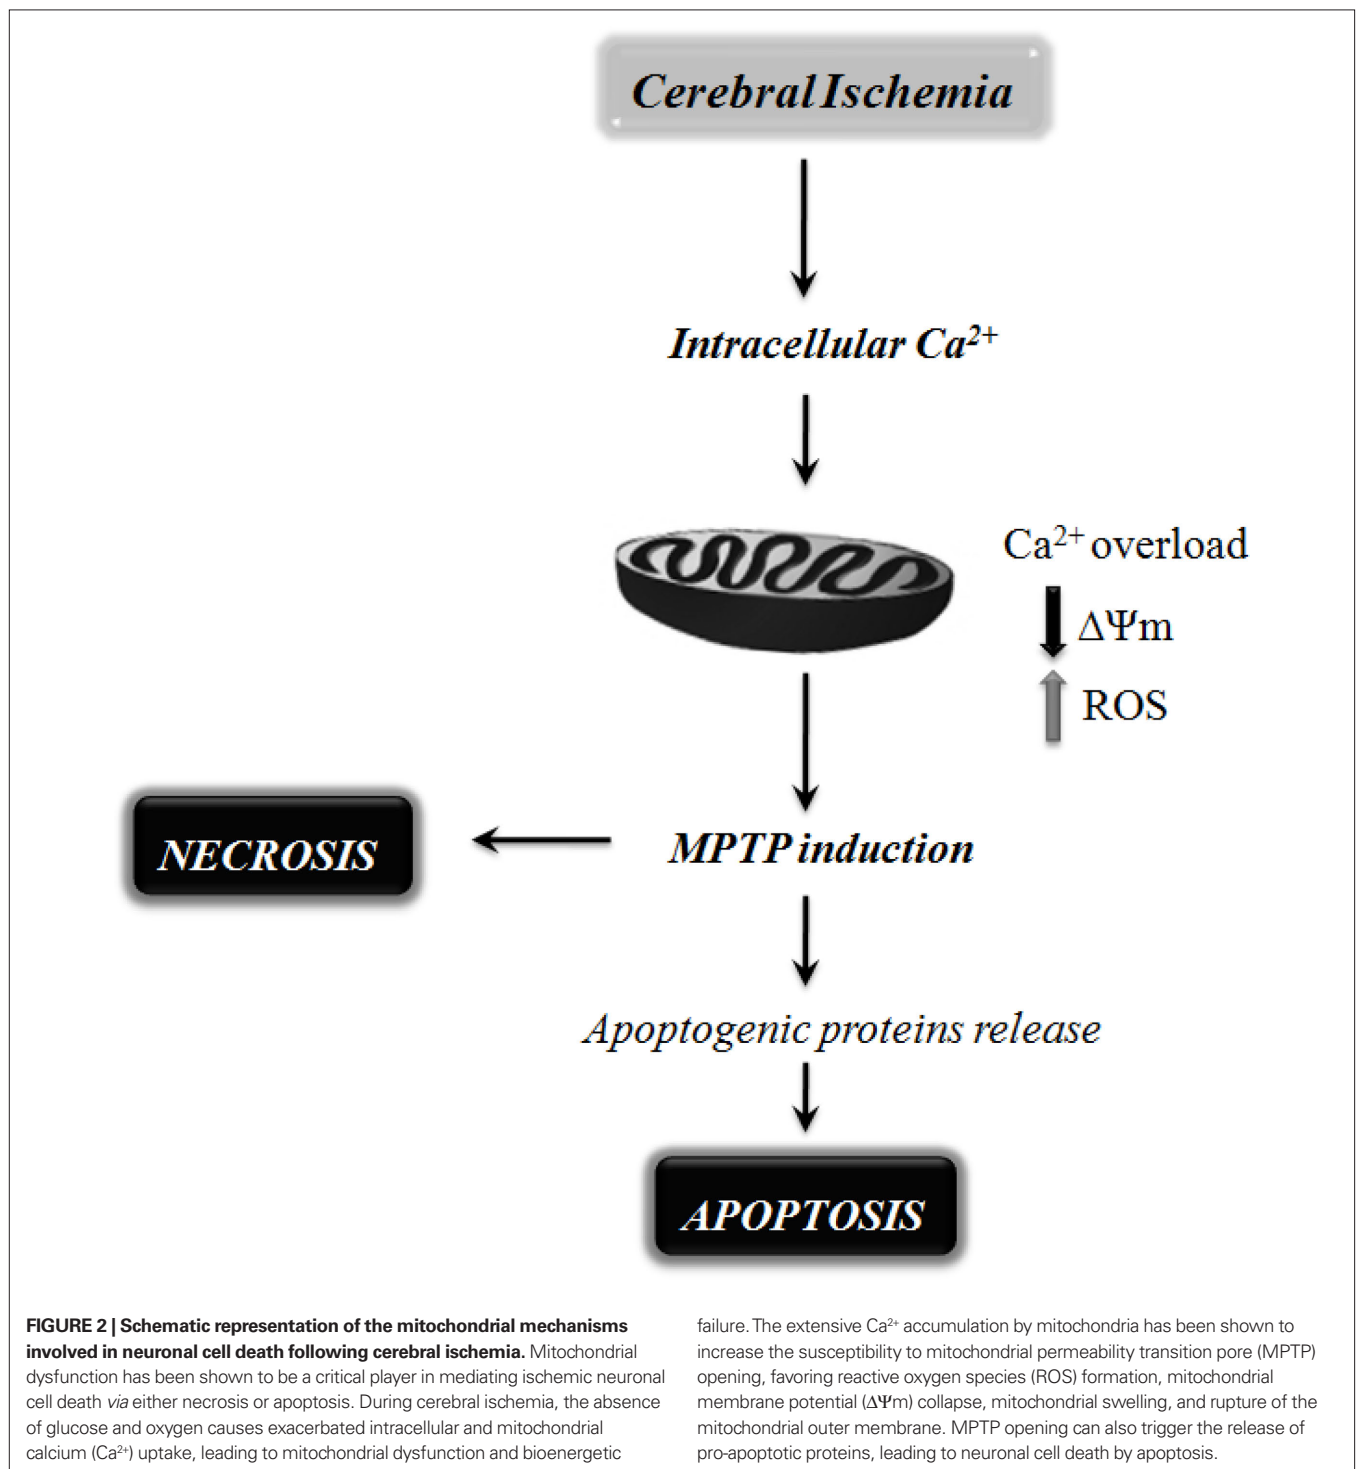 Cerebral Ischemia
Intracellular Ca²⁺
Ca²⁺ overload
ΔΨm
ROS
NECROSIS
MPTP induction
Apoptogenic proteins release
APOPTOSIS
FIGURE 2 | Schematic representation of the mitochondrial mechanisms
involved in neuronal cell death following cerebral ischemia. Mitochondrial
dysfunction has been shown to be a critical player in mediating ischemic neuronal
cell death via either necrosis or apoptosis. During cerebral ischemia, the absence
of glucose and oxygen causes exacerbated intracellular and mitochondrial
calcium (Ca²⁺) uptake, leading to mitochondrial dysfunction and bioenergetic
failure. The extensive Ca²⁺ accumulation by mitochondria has been shown to
increase the susceptibility to mitochondrial permeability transition pore (MPTP)
opening, favoring reactive oxygen species (ROS) formation, mitochondrial
membrane potential (ΔΨm) collapse, mitochondrial swelling, and rupture of the
mitochondrial outer membrane. MPTP opening can also trigger the release of
pro-apoptotic proteins, leading to neuronal cell death by apoptosis.